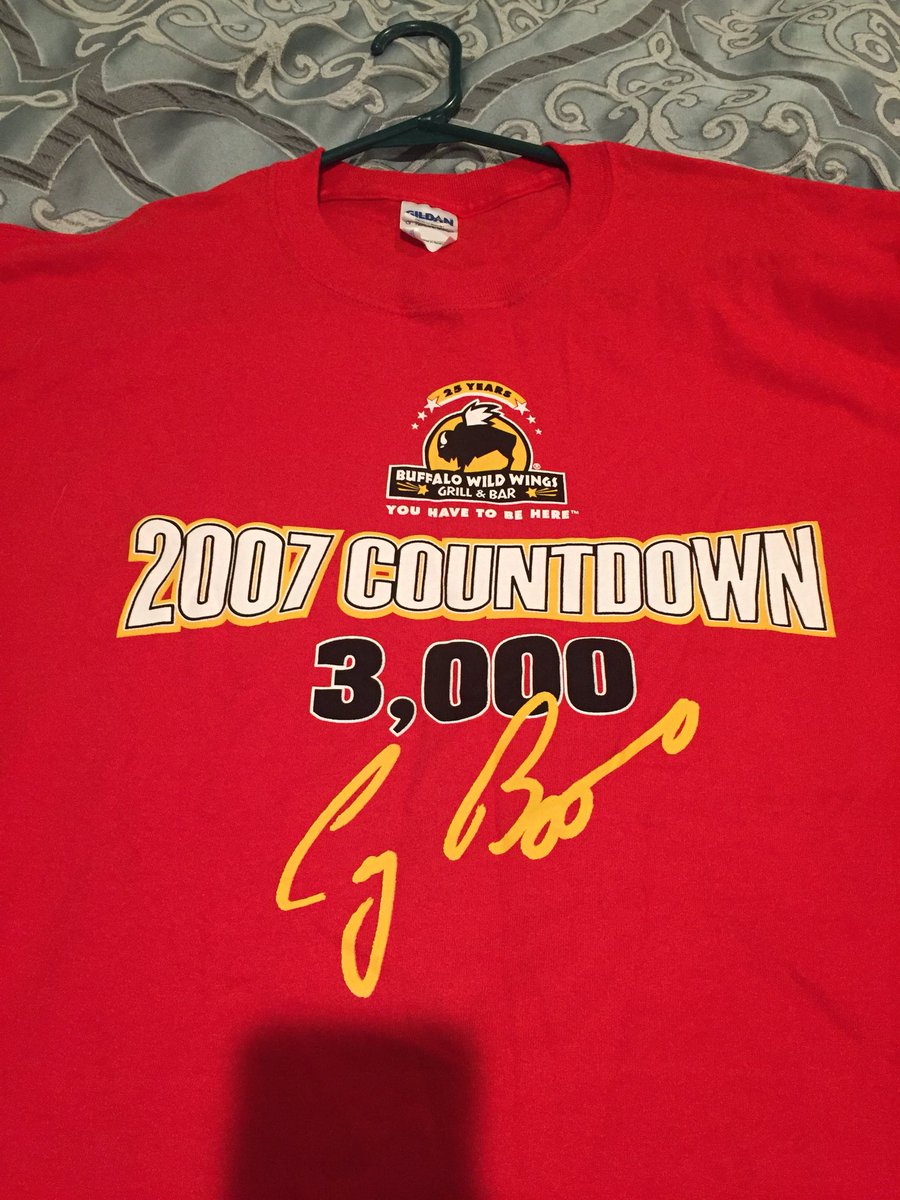 GILDAN
25 YEARS
BUFFALO WILD WINGS ®
GRILL & BAR
YOU HAVE TO BE HERE™
2007 COUNTDOWN
3,000